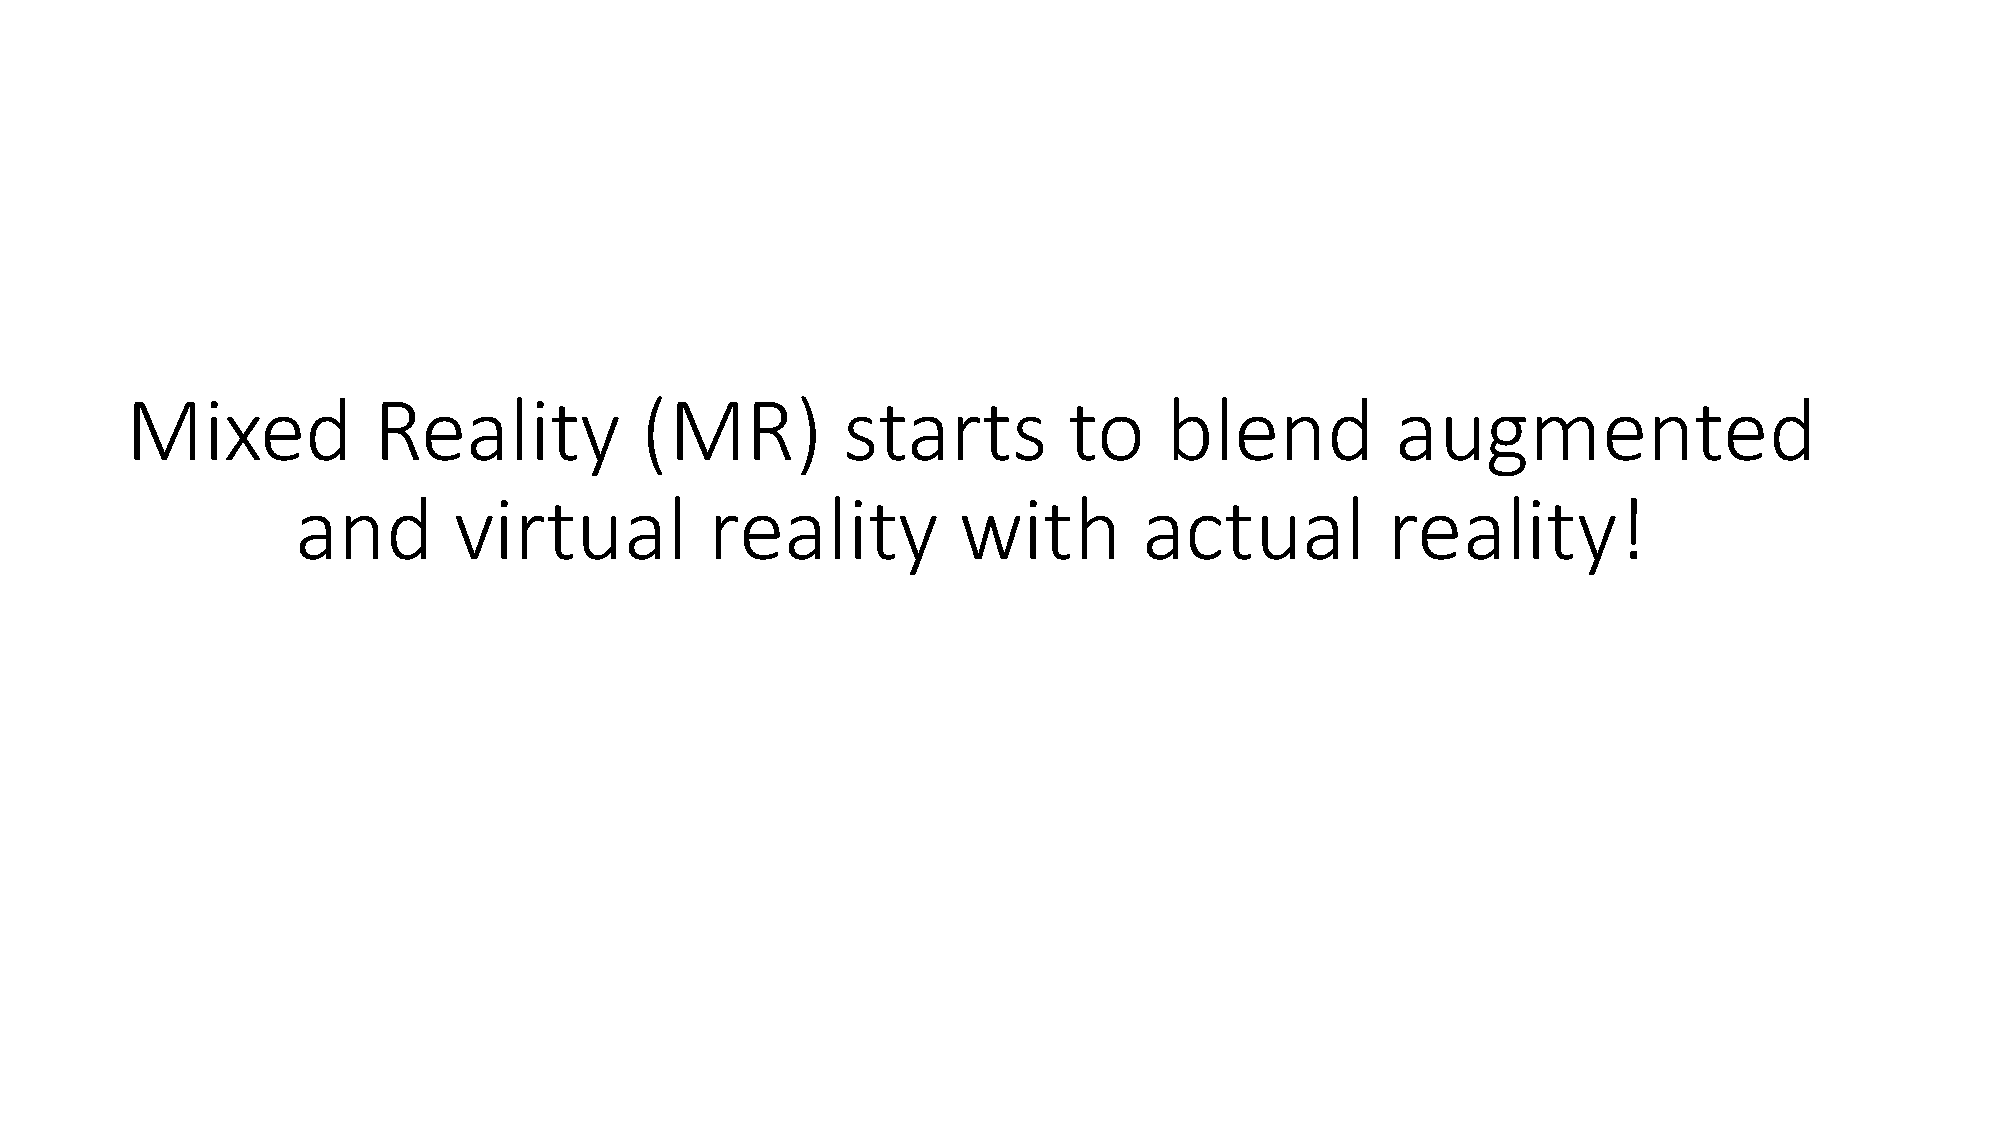 Mixed Reality (MR) starts to blend augmented
and virtual reality with actual reality!